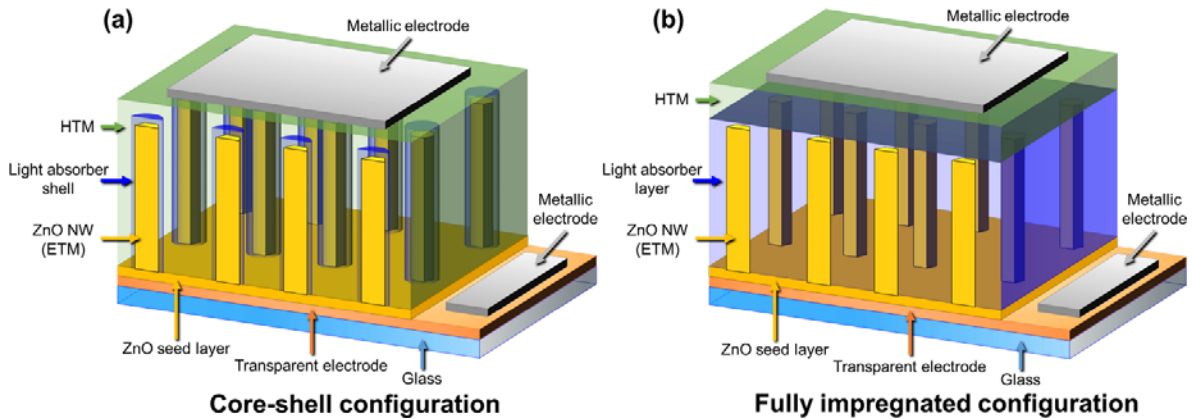 (a)
Metallic electrode
HTM
Light absorber
shell
ZnO NW
(ETM)
Metallic
electrode
ZnO seed layer
Transparent electrode
Glass
Core-shell configuration
(b)
Metallic electrode
HTM
Light absorber
layer
ZnO NW
(ETM)
Metallic
electrode
ZnO seed layer
Transparent electrode
Glass
Fully impregnated configuration